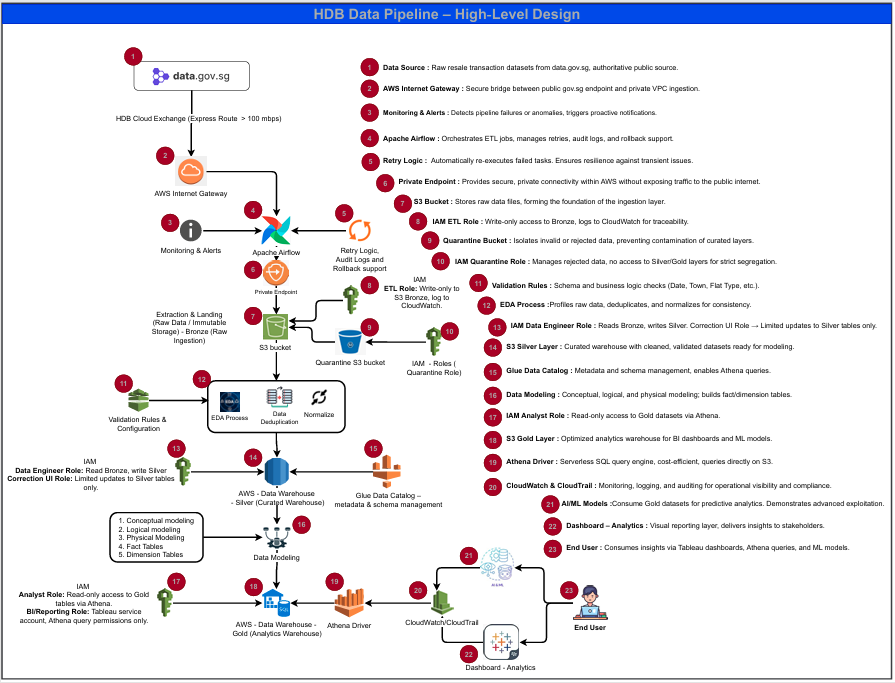 HDB Data Pipeline – High-Level Design
1
data.gov.sg
HDB Cloud Exchange (Express Route > 100 mbps)
2
AWS Internet Gateway
3
Monitoring & Alerts
4
Apache Airflow
5
Retry Logic,
Audit Logs and
Rollback support
6
Private Endpoint
7
Extraction & Landing
(Raw Data / Immutable
Storage) - Bronze (Raw
Ingestion)
S3 bucket
8
IAM
ETL Role: Write-only to
S3 Bronze, log to
CloudWatch.
9
Quarantine S3 bucket
10
IAM - Roles (
Quarantine Role)
11
Validation Rules &
Configuration
12
EDA Process
Data
Deduplication
Normalize
13
IAM
Data Engineer Role: Read Bronze, write Silver
Correction UI Role: Limited updates to Silver tables
only.
14
AWS - Data Warehouse
- Silver (Curated Warehouse)
15
Glue Data Catalog –
metadata & schema management
1. Conceptual modeling
2. Logical modeling
3. Physical Modeling
4. Fact Tables
5. Dimension Tables
16
Data Modeling
17
IAM
Analyst Role: Read-only access to Gold
tables via Athena.
BI/Reporting Role: Tableau service
account, Athena query permissions only.
18
AWS - Data Warehouse -
Gold (Analytics Warehouse)
19
Athena Driver
20
CloudWatch/CloudTrail
21
AI & ML
22
Dashboard - Analytics
23
End User
1 Data Source : Raw resale transaction datasets from data.gov.sg, authoritative public source.
2 AWS Internet Gateway : Secure bridge between public gov.sg endpoint and private VPC ingestion.
3 Monitoring & Alerts : Detects pipeline failures or anomalies, triggers proactive notifications.
4 Apache Airflow : Orchestrates ETL jobs, manages retries, audit logs, and rollback support.
5 Retry Logic : Automatically re-executes failed tasks. Ensures resilience against transient issues.
6 Private Endpoint : Provides secure, private connectivity within AWS without exposing traffic to the public internet.
7 S3 Bucket : Stores raw data files, forming the foundation of the ingestion layer.
8 IAM ETL Role : Write-only access to Bronze, logs to CloudWatch for traceability.
9 Quarantine Bucket : Isolates invalid or rejected data, preventing contamination of curated layers.
10 IAM Quarantine Role : Manages rejected data, no access to Silver/Gold layers for strict segregation.
11 Validation Rules : Schema and business logic checks (Date, Town, Flat Type, etc.).
12 EDA Process :Profiles raw data, deduplicates, and normalizes for consistency.
13 IAM Data Engineer Role : Reads Bronze, writes Silver. Correction UI Role → Limited updates to Silver tables only.
14 S3 Silver Layer : Curated warehouse with cleaned, validated datasets ready for modeling.
15 Glue Data Catalog : Metadata and schema management, enables Athena queries.
16 Data Modeling : Conceptual, logical, and physical modeling; builds fact/dimension tables.
17 IAM Analyst Role : Read-only access to Gold datasets via Athena.
18 S3 Gold Layer : Optimized analytics warehouse for BI dashboards and ML models.
19 Athena Driver : Serverless SQL query engine, cost-efficient, queries directly on S3.
20 CloudWatch & CloudTrail : Monitoring, logging, and auditing for operational visibility and compliance.
21 AI/ML Models :Consume Gold datasets for predictive analytics. Demonstrates advanced exploitation.
22 Dashboard – Analytics : Visual reporting layer, delivers insights to stakeholders.
23 End User : Consumes insights via Tableau dashboards, Athena queries, and ML models.